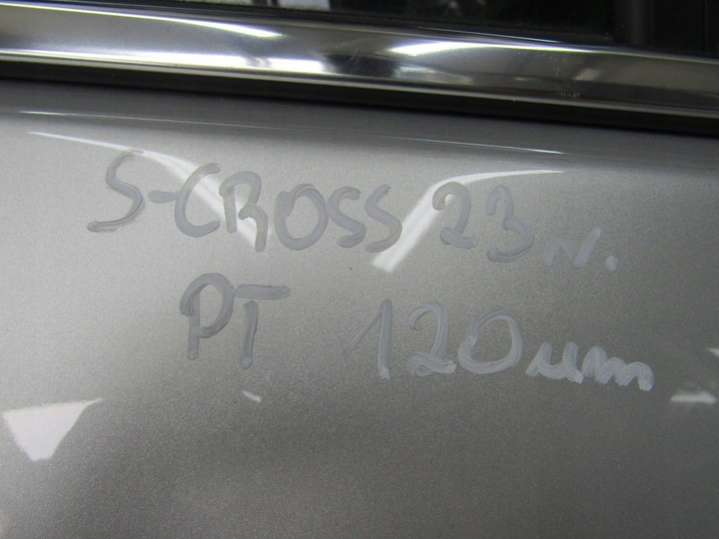 S-CROSS 23 r.
PT 120 um